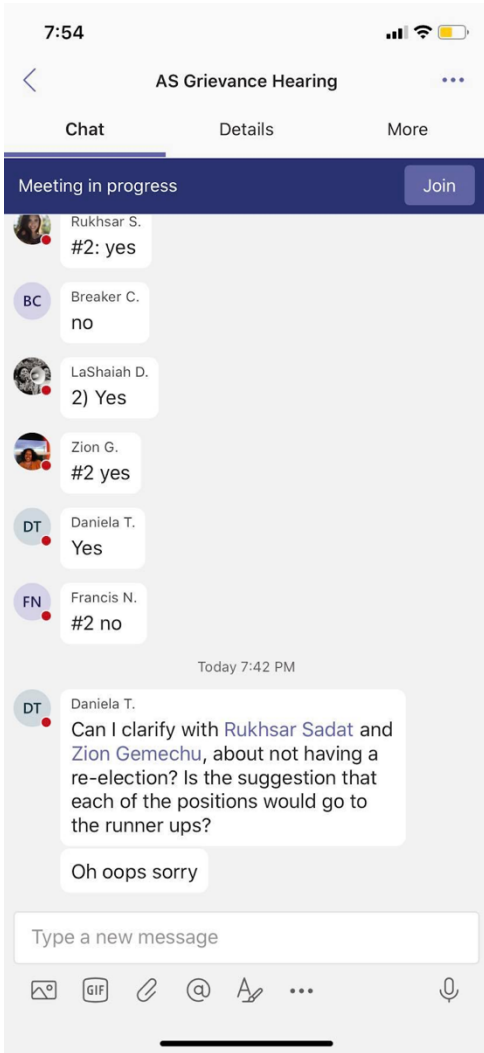 7:54
AS Grievance Hearing
Chat Details More
Meeting in progress Join
Rukhsar S.
#2: yes
BC
Breaker C.
no
LaShaiah D.
2) Yes
Zion G.
#2 yes
DT
Daniela T.
Yes
FN
Francis N.
#2 no
Today 7:42 PM
DT
Daniela T.
Can I clarify with Rukhsar Sadat and
Zion Gemechu, about not having a
re-election? Is the suggestion that
each of the positions would go to
the runner ups?
Oh oops sorry
Type a new message
GIF